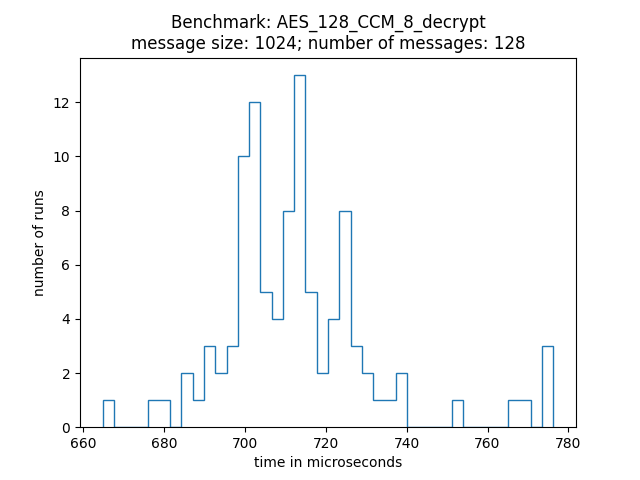 Benchmark: AES_128_CCM_8_decrypt
message size: 1024; number of messages: 128
number of runs
12
10
8
6
4
2
0
660 680 700 720 740 760 780
time in microseconds